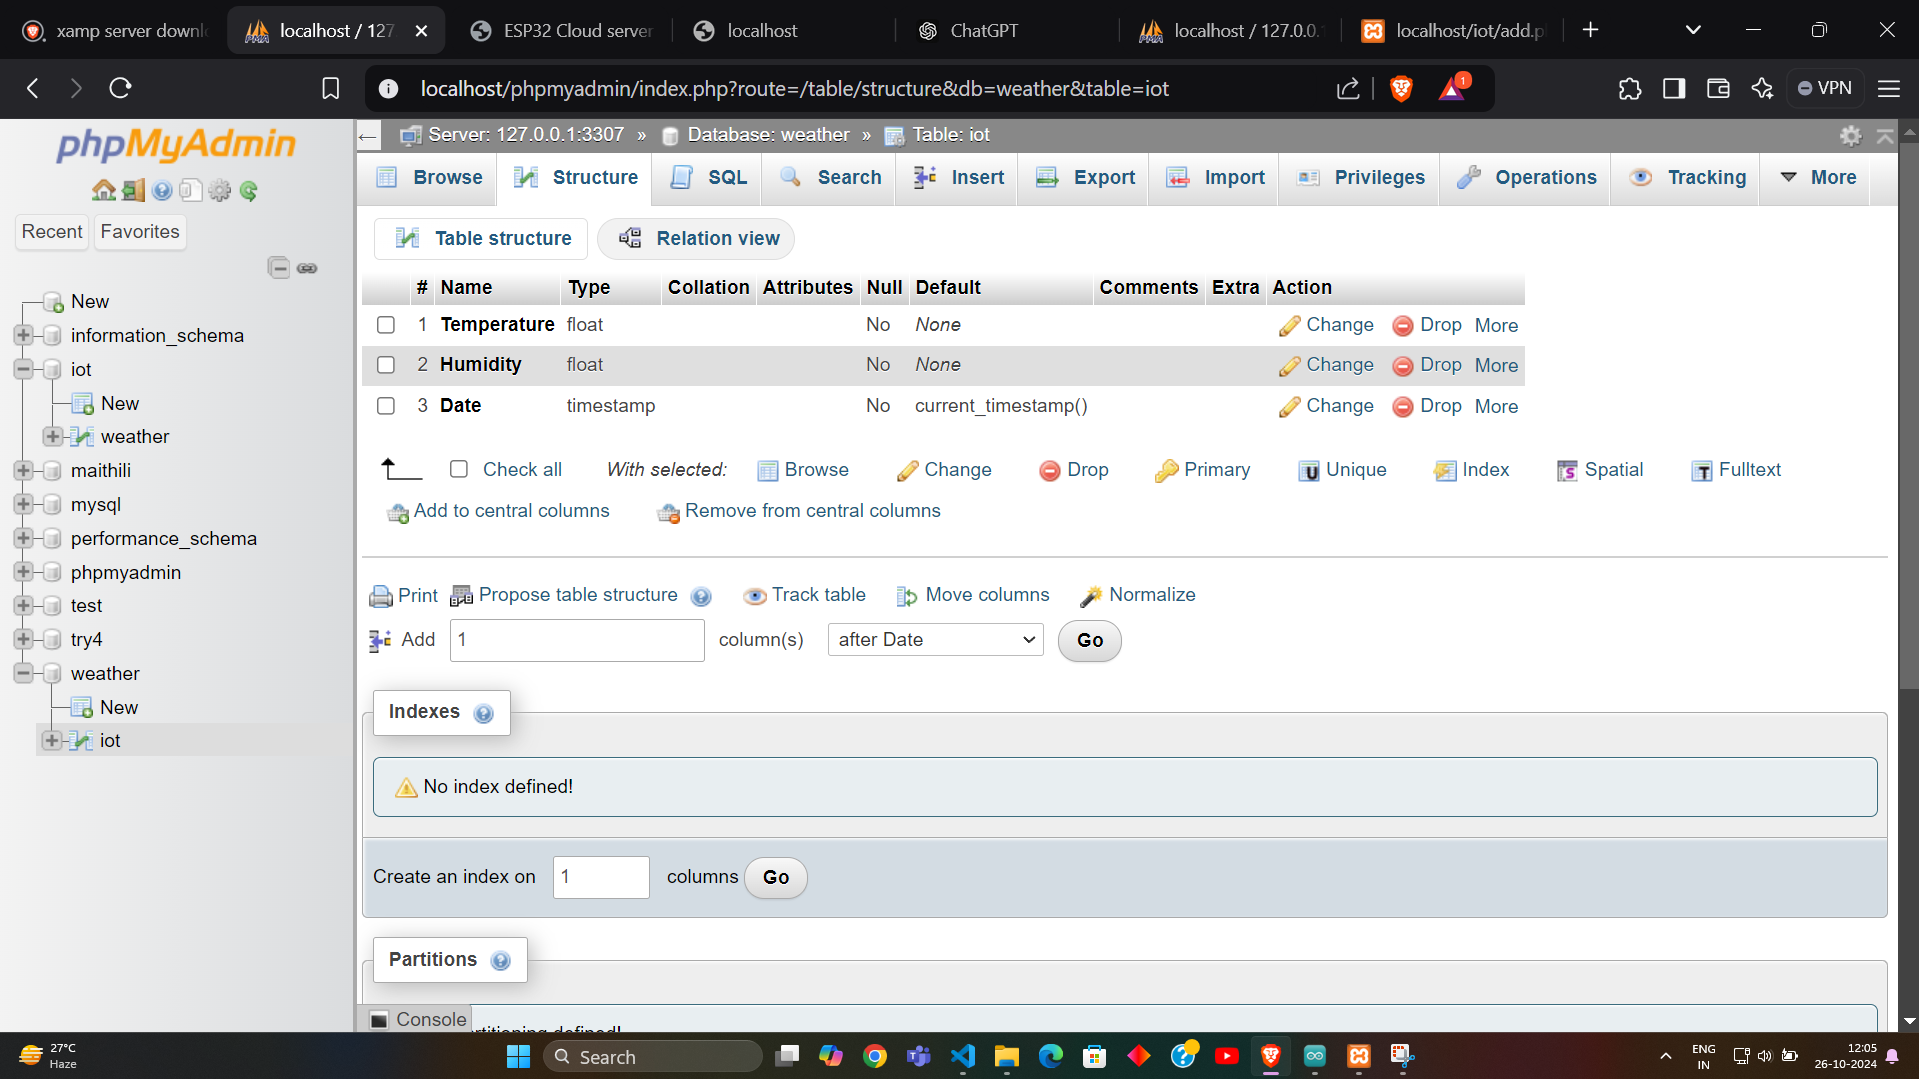 xamp server downl
localhost / 127
ESP32 Cloud server
localhost
ChatGPT
localhost / 127.0.0.1
localhost/iot/add.p
localhost/phpmyadmin/index.php?route=/table/structure&db=weather&table=iot
1
VPN
phpMyAdmin
Recent
Favorites
New
information_schema
iot
New
weather
maithili
mysql
performance_schema
phpmyadmin
test
try4
weather
New
iot
Server: 127.0.0.1:3307 » Database: weather » Table: iot
Browse Structure SQL Search Insert Export Import Privileges Operations Tracking More
Table structure Relation view
# Name Type Collation Attributes Null Default Comments Extra Action
1 Temperature float No None Change Drop More
2 Humidity float No None Change Drop More
3 Date timestamp No current_timestamp() Change Drop More
Check all With selected: Browse Change Drop Primary Unique Index Spatial Fulltext
Add to central columns Remove from central columns
Print Propose table structure Track table Move columns Normalize
Add 1 column(s) after Date Go
Indexes
No index defined!
Create an index on 1 columns Go
Partitions
Console
27°C
Haze
Search
ENG
IN
12:05
26-10-2024